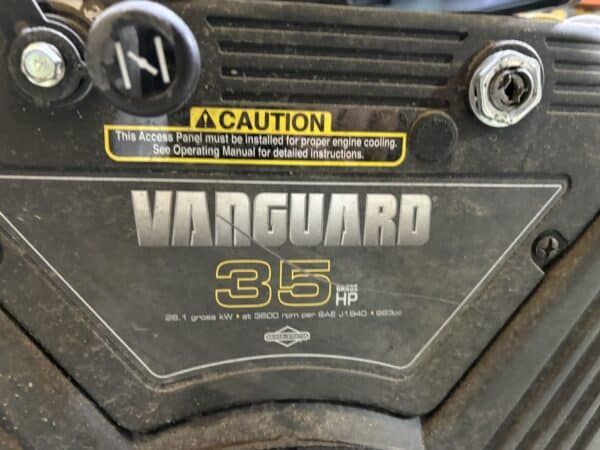 CAUTION
This Access Panel must be installed for proper engine cooling.
See Operating Manual for detailed instructions.
VANGUARD
35 GROSS HP
26.1 gross kW • at 3600 rpm per SAE J1940 • 993cc